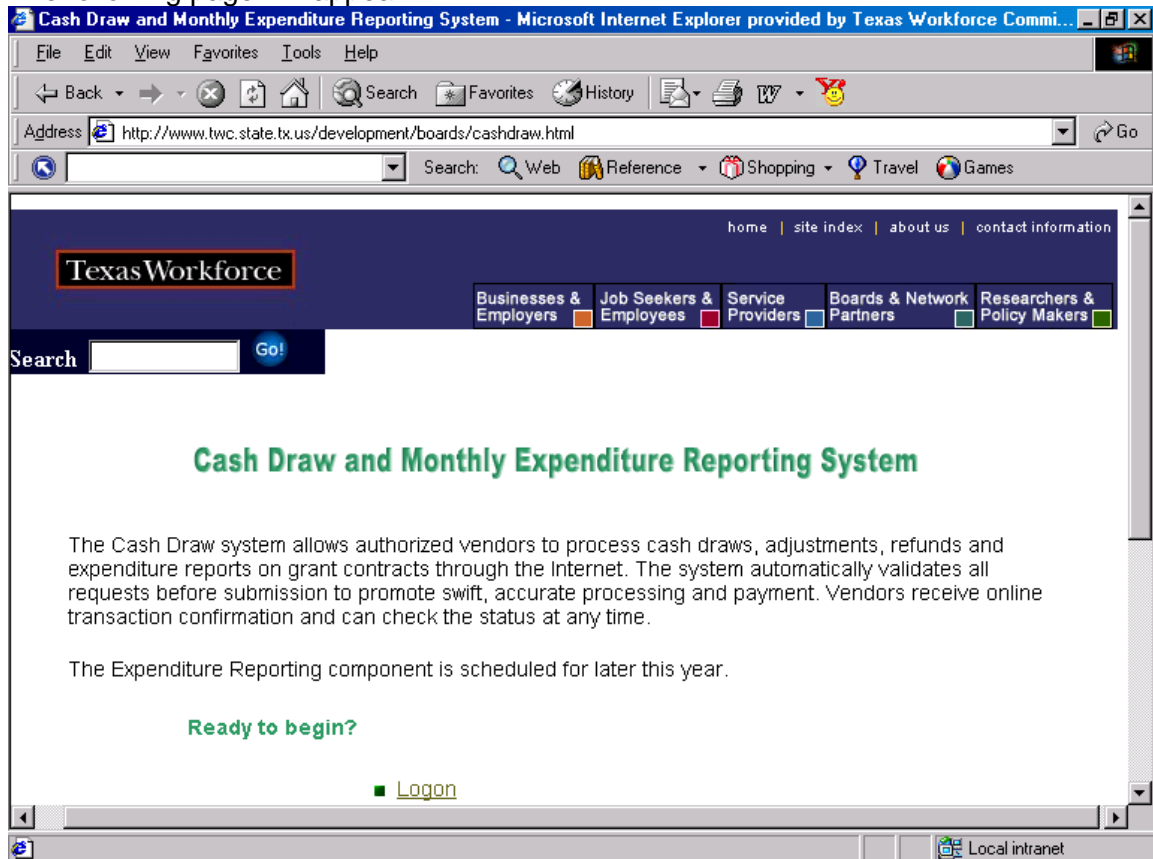 Cash Draw and Monthly Expenditure Reporting System - Microsoft Internet Explorer provided by Texas Workforce Commi...
File Edit View Favorites Tools Help
Back Search Favorites History
Address http://www.twc.state.tx.us/development/boards/cashdraw.html Go
Search: Web Reference Shopping Travel Games
home | site index | about us | contact information
TexasWorkforce
Businesses & Employers Job Seekers & Employees Service Providers Boards & Network Partners Researchers & Policy Makers
Search Go!
Cash Draw and Monthly Expenditure Reporting System
The Cash Draw system allows authorized vendors to process cash draws, adjustments, refunds and
expenditure reports on grant contracts through the Internet. The system automatically validates all
requests before submission to promote swift, accurate processing and payment. Vendors receive online
transaction confirmation and can check the status at any time.
The Expenditure Reporting component is scheduled for later this year.
Ready to begin?
Logon
Local intranet